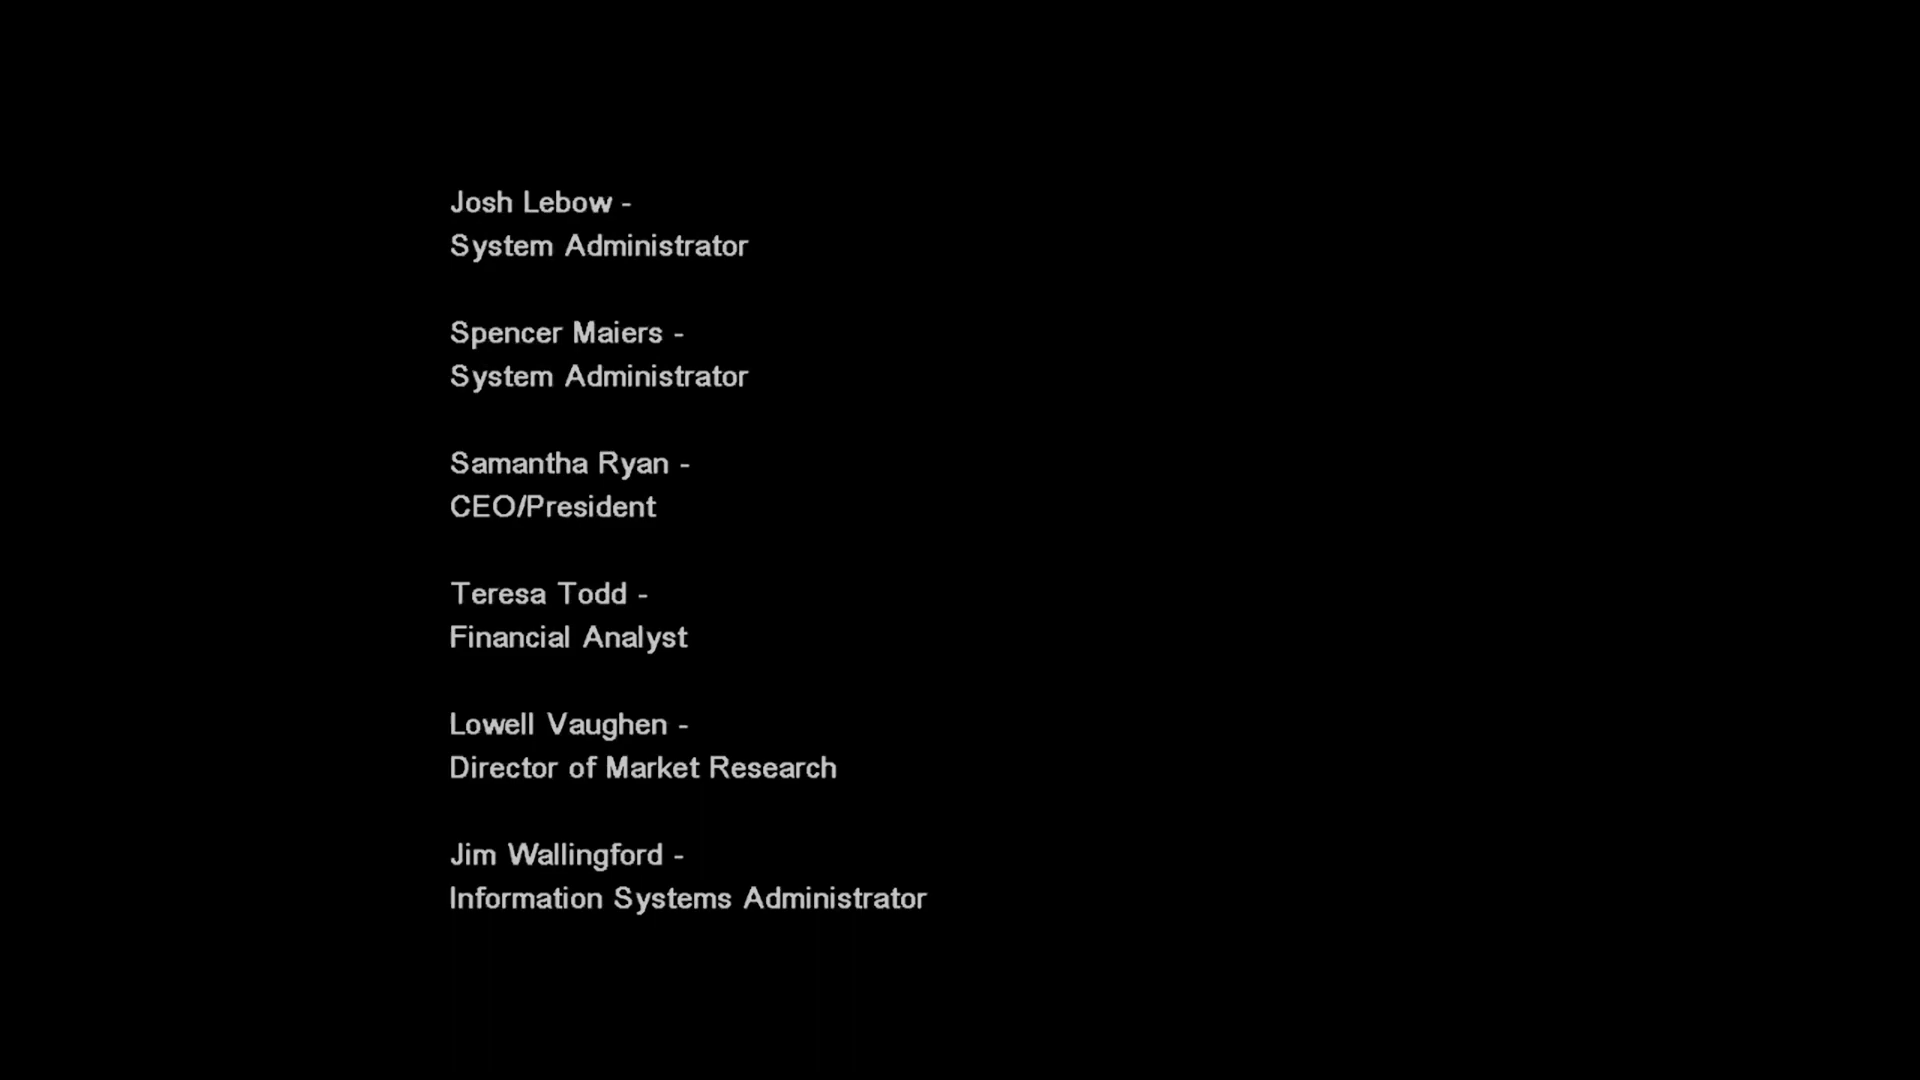 Josh Lebow -
System Administrator
Spencer Maiers -
System Administrator
Samantha Ryan -
CEO/President
Teresa Todd -
Financial Analyst
Lowell Vaughen -
Director of Market Research
Jim Wallingford -
Information Systems Administrator